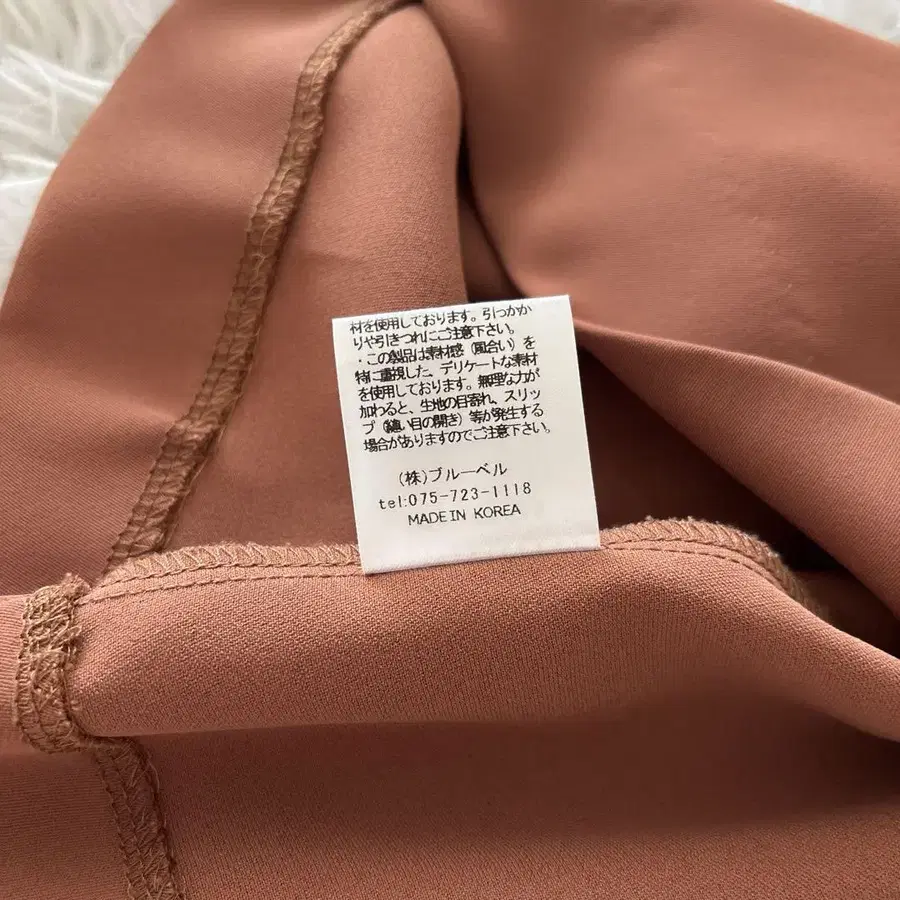 材を使用しております。引っかか
りや引きつれにご注意下さい。
・この製品は素材感（風合い）を
特に重視した、デリケートな素材
を使用しております。無理な力が
加わると、生地の目寄れ、スリッ
プ（縫い目の開き）等が発生する
場合がありますのでご注意下さい。
(株)ブルーベル
tel:075-723-1118
MADE IN KOREA